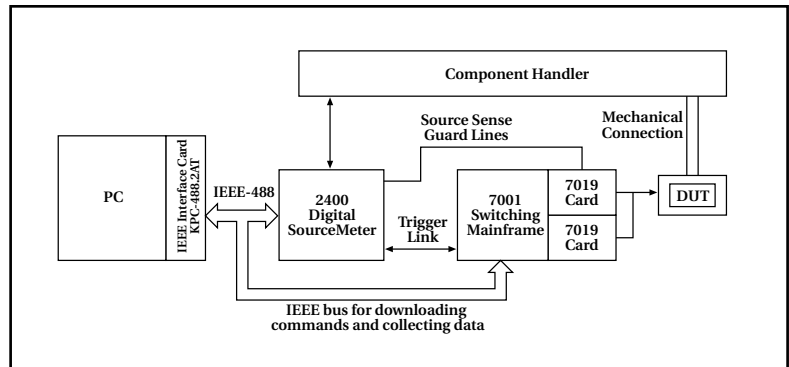 Component Handler
Source Sense
Guard Lines
Mechanical
Connection
PC
IEEE Interface Card
KPC-488.2AT
IEEE-488
2400
Digital
SourceMeter
Trigger
Link
7001
Switching
Mainframe
7019
Card
7019
Card
DUT
IEEE bus for downloading
commands and collecting data